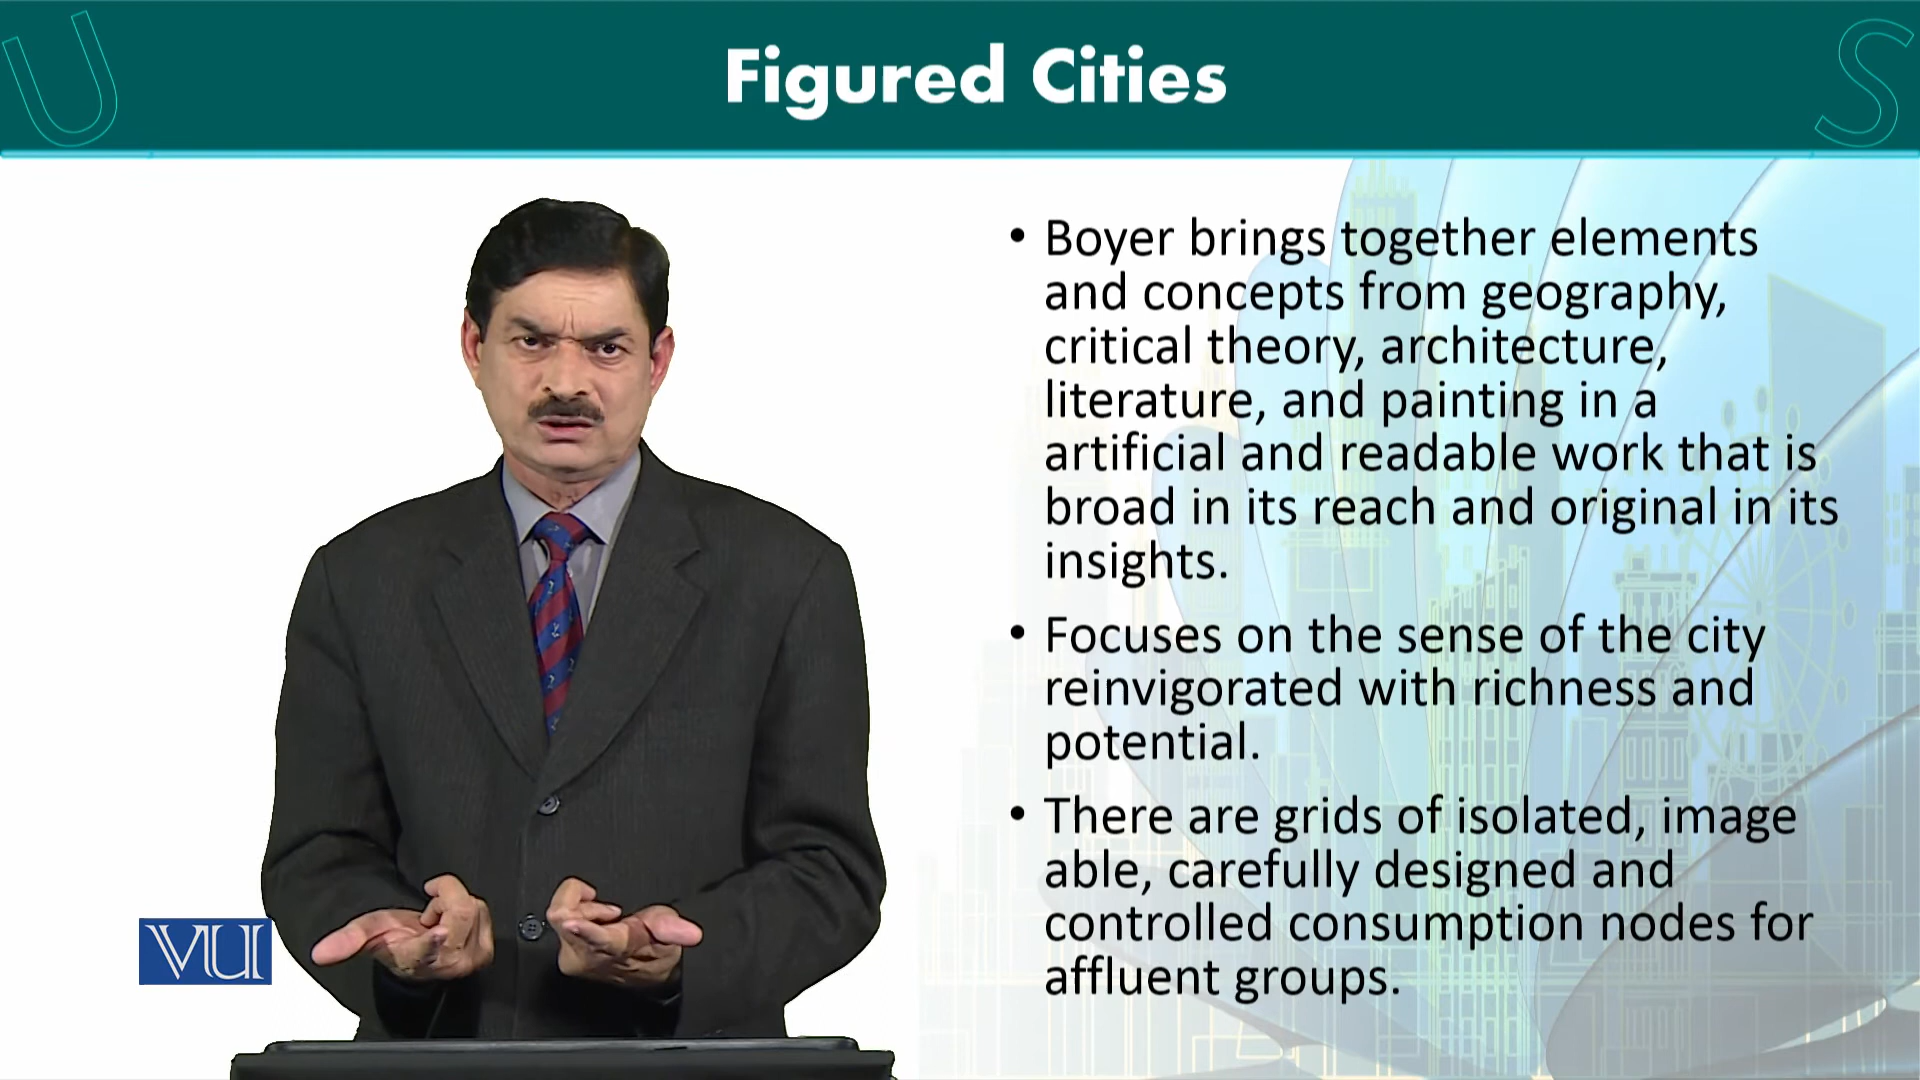 U
S
Figured Cities
• Boyer brings together elements
and concepts from geography,
critical theory, architecture,
literature, and painting in a
artificial and readable work that is
broad in its reach and original in its
insights.
• Focuses on the sense of the city
reinvigorated with richness and
potential.
• There are grids of isolated, image
able, carefully designed and
controlled consumption nodes for
affluent groups.
VU